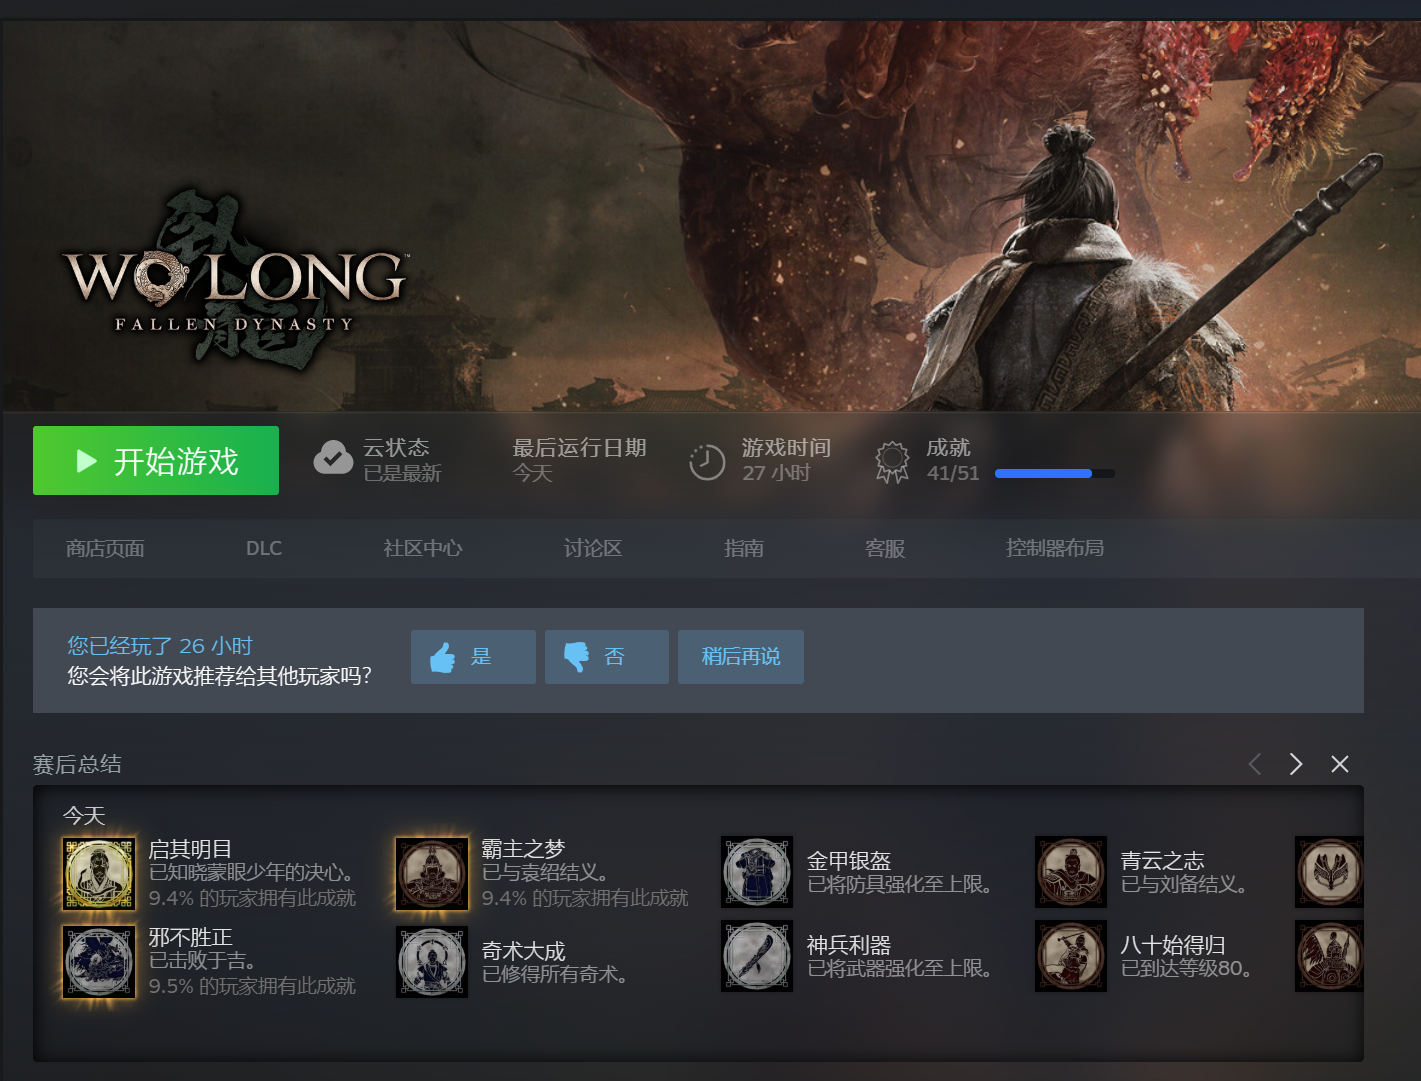 臥龍
WO LONG™
FALLEN DYNASTY
开始游戏
云状态
已是最新
最后运行日期
今天
游戏时间
27 小时
成就
41/51
商店页面
DLC
社区中心
讨论区
指南
客服
控制器布局
您已经玩了 26 小时
您会将此游戏推荐给其他玩家吗?
是
否
稍后再说
赛后总结
今天
启其明目
已知晓蒙眼少年的决心。
9.4% 的玩家拥有此成就
霸主之梦
已与袁绍结义。
9.4% 的玩家拥有此成就
金甲银盔
已将防具强化至上限。
青云之志
已与刘备结义。
邪不胜正
已击败于吉。
9.5% 的玩家拥有此成就
奇术大成
已修得所有奇术。
神兵利器
已将武器强化至上限。
八十始得归
已到达等级80。